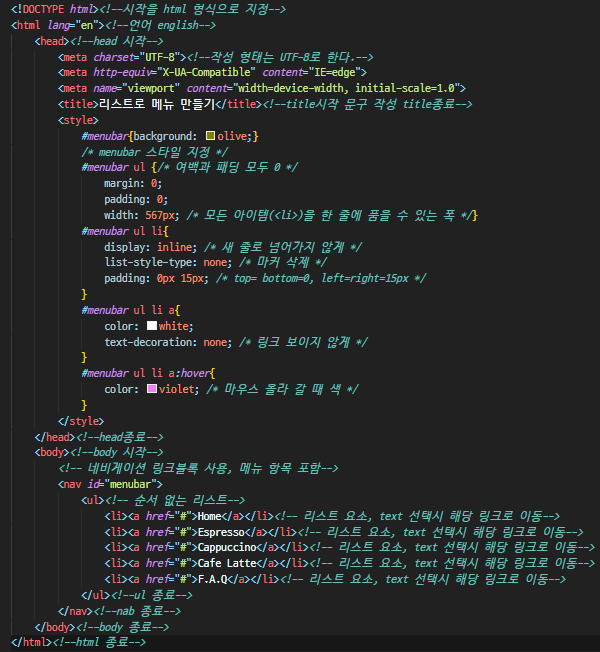 <!DOCTYPE html><!--시작을 html 형식으로 지정-->
<html lang="en"><!--언어 english-->
<head><!--head 시작-->
<meta charset="UTF-8"><!--작성 형태는 UTF-8로 한다.-->
<meta http-equiv="X-UA-Compatible" content="IE=edge">
<meta name="viewport" content="width=device-width, initial-scale=1.0">
<title>리스트로 메뉴 만들기</title><!--title시작 문구 작성 title종료-->
<style>
#menubar{background: olive;}
/* menubar 스타일 지정 */
#menubar ul {/* 여백과 패딩 모두 0 */
margin: 0;
padding: 0;
width: 567px; /* 모든 아이템(<li>)을 한 줄에 품을 수 있는 폭 */}
#menubar ul li{
display: inline; /* 새 줄로 넘어가지 않게 */
list-style-type: none; /* 마커 삭제 */
padding: 0px 15px; /* top= bottom=0, left=right=15px */
}
#menubar ul li a{
color: white;
text-decoration: none; /* 링크 보이지 않게 */
}
#menubar ul li a:hover{
color: violet; /* 마우스 올라 갈 때 색 */
}
</style>
</head><!--head종료-->
<body><!--body 시작-->
<!-- 네비게이션 링크블록 사용, 메뉴 항목 포함-->
<nav id="menubar">
<ul><!-- 순서 없는 리스트-->
<li><a href="#">Home</a></li><!-- 리스트 요소, text 선택시 해당 링크로 이동-->
<li><a href="#">Espresso</a></li><!-- 리스트 요소, text 선택시 해당 링크로 이동-->
<li><a href="#">Cappuccino</a></li><!-- 리스트 요소, text 선택시 해당 링크로 이동-->
<li><a href="#">Cafe Latte</a></li><!-- 리스트 요소, text 선택시 해당 링크로 이동-->
<li><a href="#">F.A.Q</a></li><!-- 리스트 요소, text 선택시 해당 링크로 이동-->
</ul><!--ul 종료-->
</nav><!--nab 종료-->
</body><!--body 종료-->
</html><!--html 종료-->